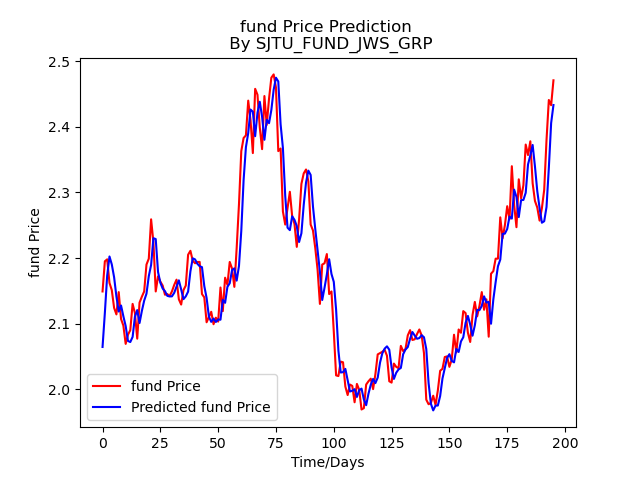 fund Price Prediction
By SJTU_FUND_JWS_GRP
2.5
2.4
2.3
2.2
2.1
2.0
fund Price
fund Price
Predicted fund Price
0 25 50 75 100 125 150 175 200
Time/Days